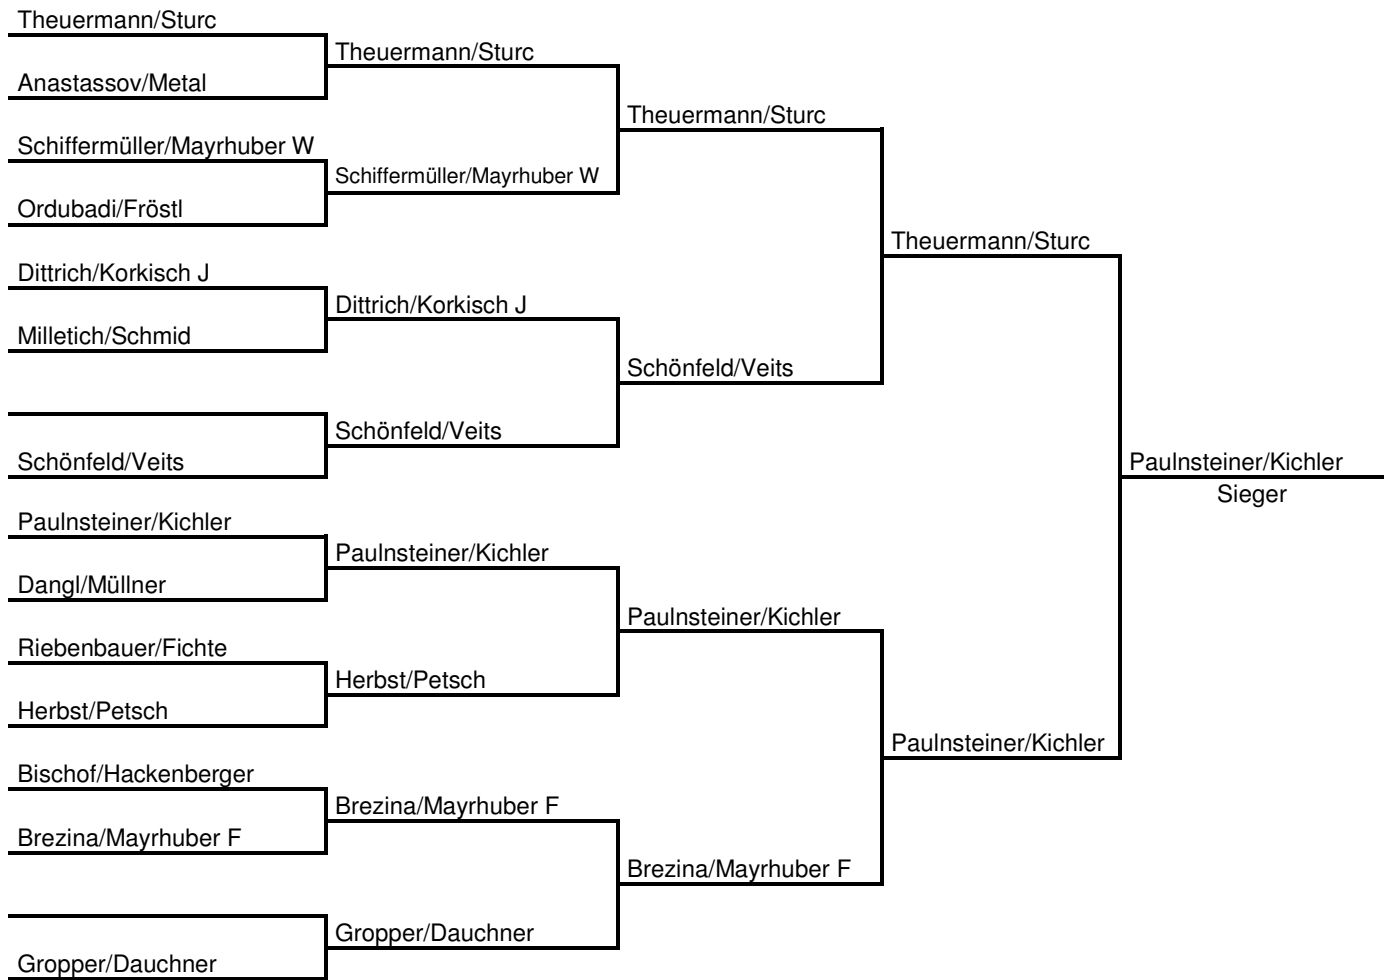 Theuermann/Sturc
Anastassov/Metal
Schiffermüller/Mayrhuber W
Ordubadi/Fröstl
Dittrich/Korkisch J
Milletich/Schmid
Schönfeld/Veits
Paulnsteiner/Kichler
Dangl/Müllner
Riebenbauer/Fichte
Herbst/Petsch
Bischof/Hackenberger
Brezina/Mayrhuber F
Gropper/Dauchner
Theuermann/Sturc
Schiffermüller/Mayrhuber W
Dittrich/Korkisch J
Schönfeld/Veits
Paulnsteiner/Kichler
Herbst/Petsch
Brezina/Mayrhuber F
Gropper/Dauchner
Theuermann/Sturc
Schönfeld/Veits
Paulnsteiner/Kichler
Brezina/Mayrhuber F
Theuermann/Sturc
Paulnsteiner/Kichler
Paulnsteiner/Kichler
Sieger